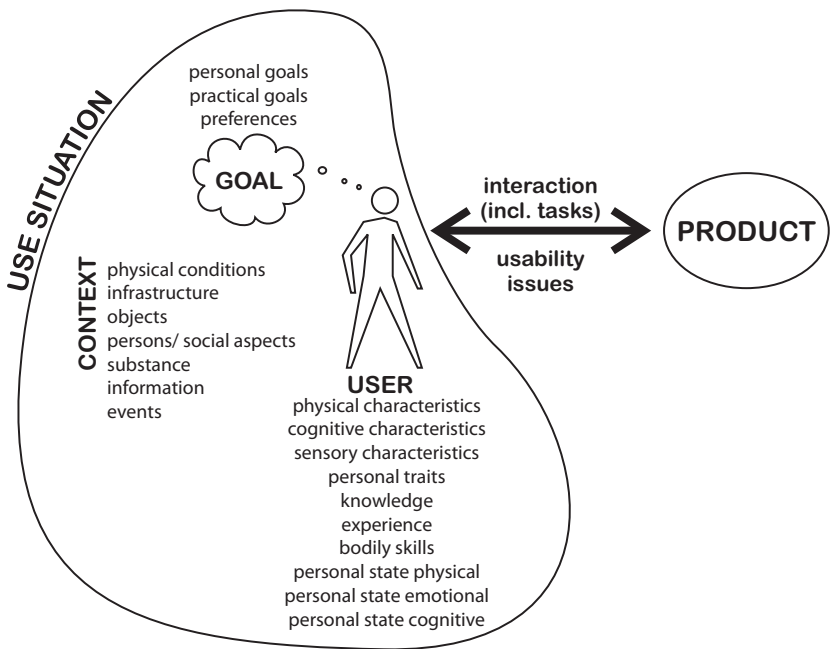 USE SITUATION
personal goals
practical goals
preferences
GOAL
CONTEXT
physical conditions
infrastructure
objects
persons/ social aspects
substance
information
events
USER
physical characteristics
cognitive characteristics
sensory characteristics
personal traits
knowledge
experience
bodily skills
personal state physical
personal state emotional
personal state cognitive
interaction
(incl. tasks)
usability
issues
PRODUCT